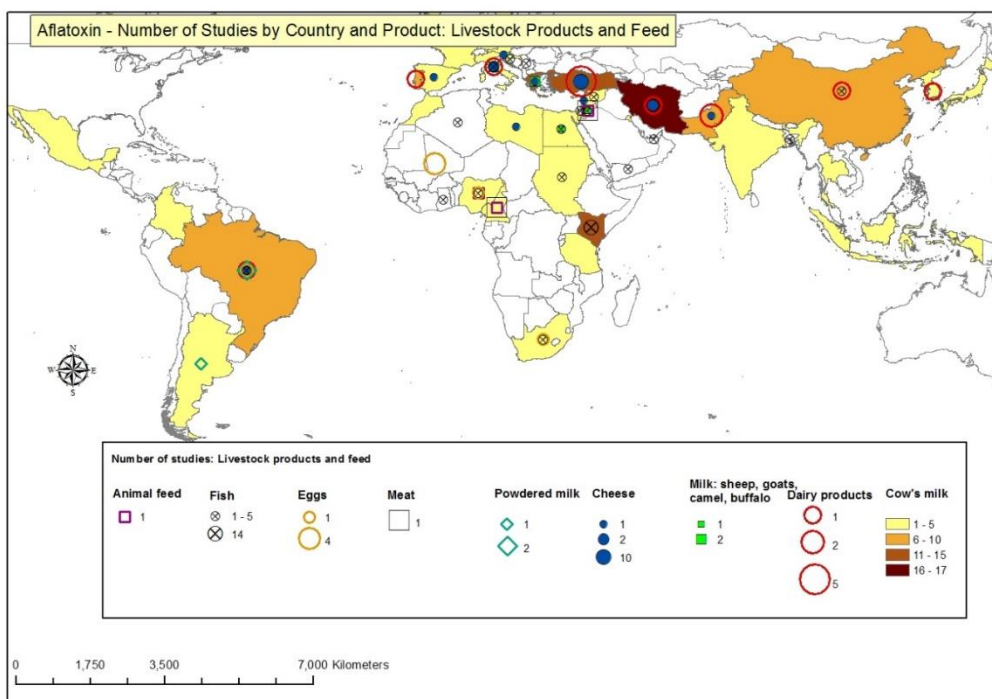 Aflatoxin - Number of Studies by Country and Product: Livestock Products and Feed
N
W E
S
Number of studies: Livestock products and feed
Animal feed
1
Fish
1 - 5
14
Eggs
1
4
Meat
1
Powdered milk
1
2
Cheese
1
2
10
Milk: sheep, goats,
camel, buffalo
1
2
Dairy products
1
2
5
Cow's milk
1 - 5
6 - 10
11 - 15
16 - 17
0 1,750 3,500 7,000 Kilometers